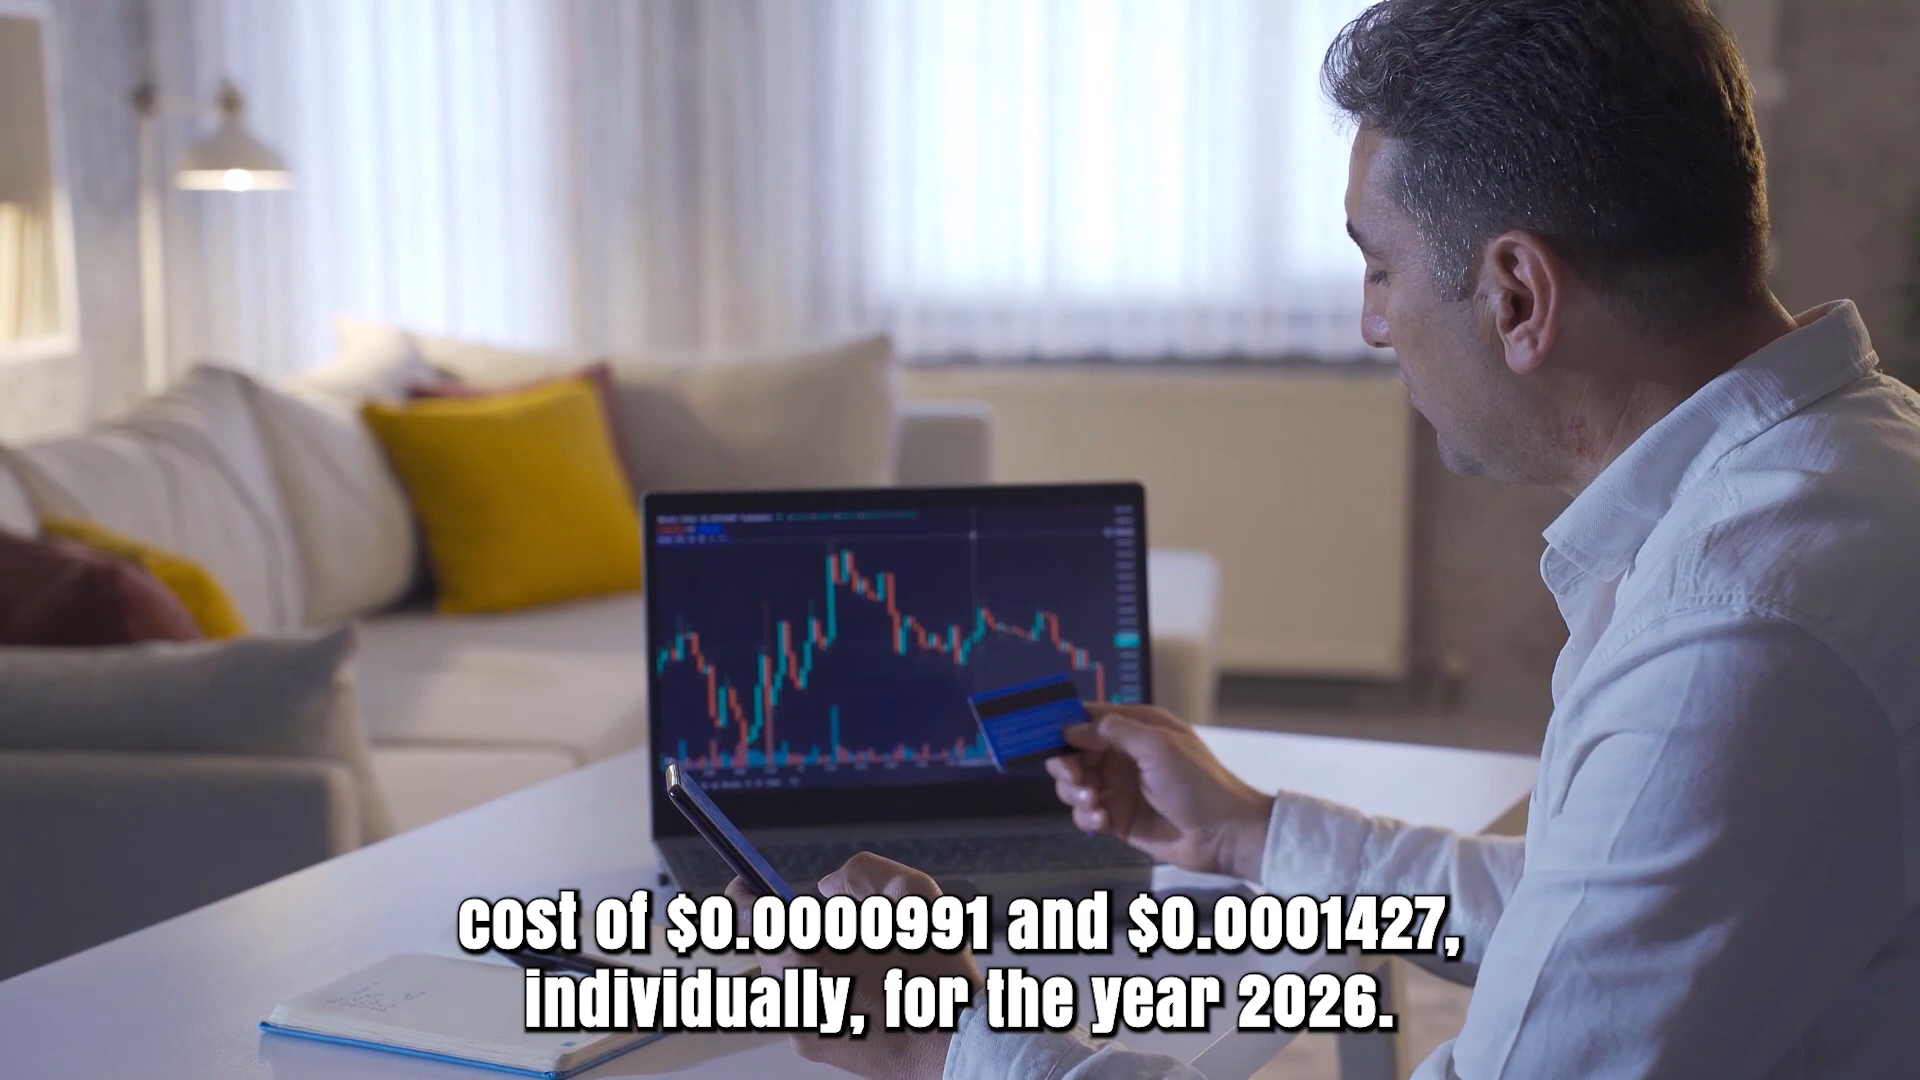 cost of $0.0000991 and $0.0001427,
individually, for the year 2026.